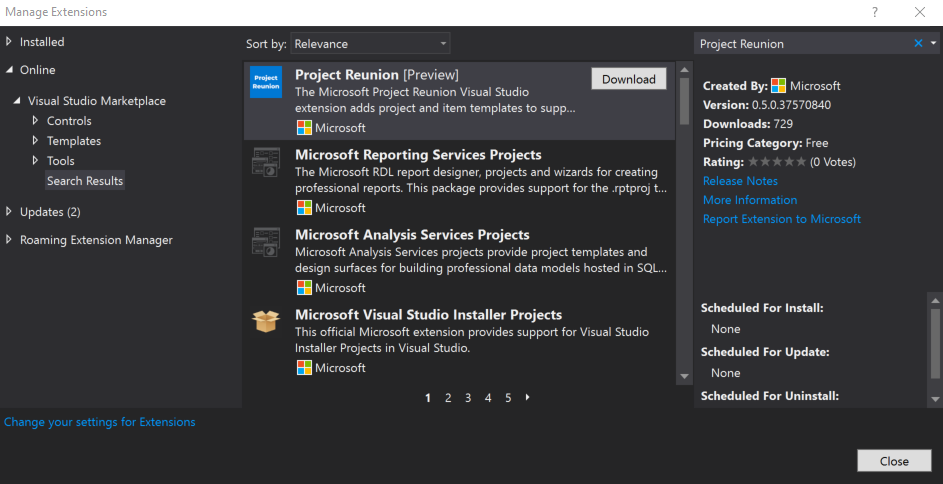 Manage Extensions
?
Installed
Online
Visual Studio Marketplace
Controls
Templates
Tools
Search Results
Updates (2)
Roaming Extension Manager
Sort by: Relevance
Project Reunion
Project Reunion [Preview]
Download
The Microsoft Project Reunion Visual Studio
extension adds project and item templates to supp...
Microsoft
Microsoft Reporting Services Projects
The Microsoft RDL report designer, projects and wizards for creating
professional reports. This package provides support for the .rptproj t...
Microsoft
Microsoft Analysis Services Projects
Microsoft Analysis Services projects provide project templates and
design surfaces for building professional data models hosted in SQL...
Microsoft
Microsoft Visual Studio Installer Projects
This official Microsoft extension provides support for Visual Studio
Installer Projects in Visual Studio.
Microsoft
1 2 3 4 5
Project Reunion
Created By: Microsoft
Version: 0.5.0.37570840
Downloads: 729
Pricing Category: Free
Rating: (0 Votes)
Release Notes
More Information
Report Extension to Microsoft
Scheduled For Install:
None
Scheduled For Update:
None
Scheduled For Uninstall:
Change your settings for Extensions
Close